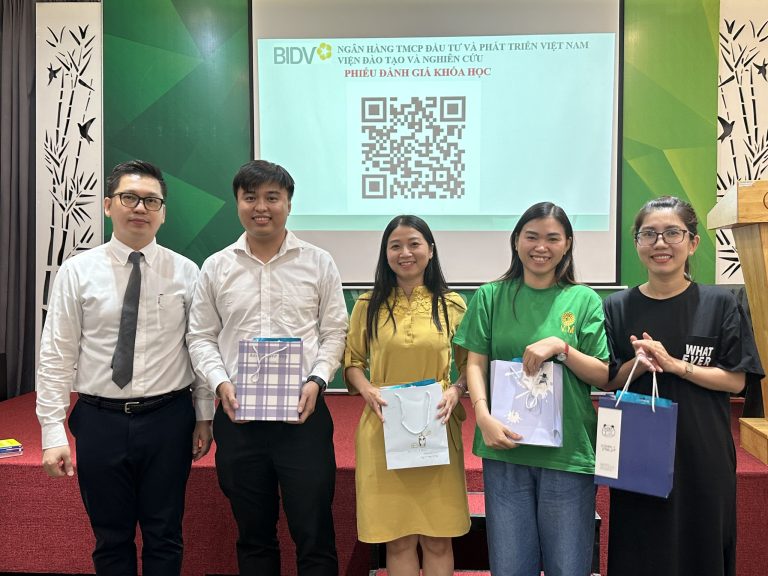 BIDV
NGÂN HÀNG TMCP ĐẦU TƯ VÀ PHÁT TRIỂN VIỆT NAM
VIỆN ĐÀO TẠO VÀ NGHIÊN CỨU
PHIẾU ĐÁNH GIÁ KHÓA HỌC
WHAT
EVER